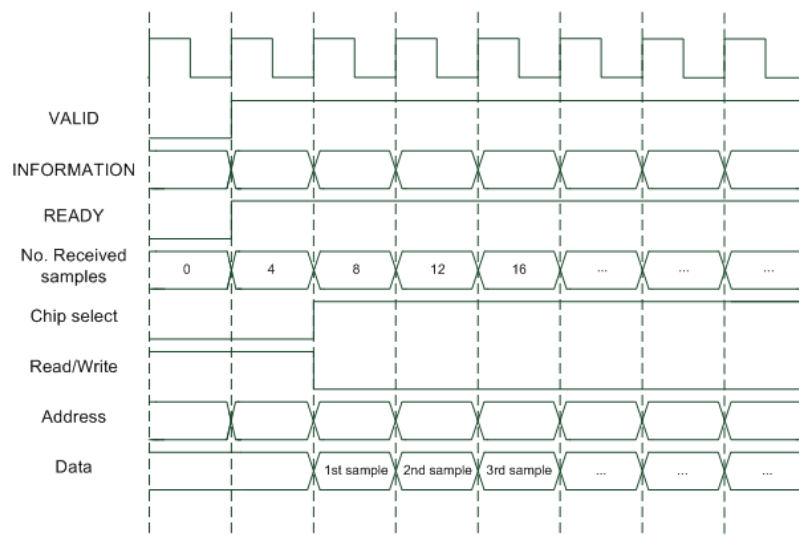 VALID
INFORMATION
READY
No. Received
samples
0
4
8
12
16
...
...
...
Chip select
Read/Write
Address
Data
1st sample
2nd sample
3rd sample
...
...
...